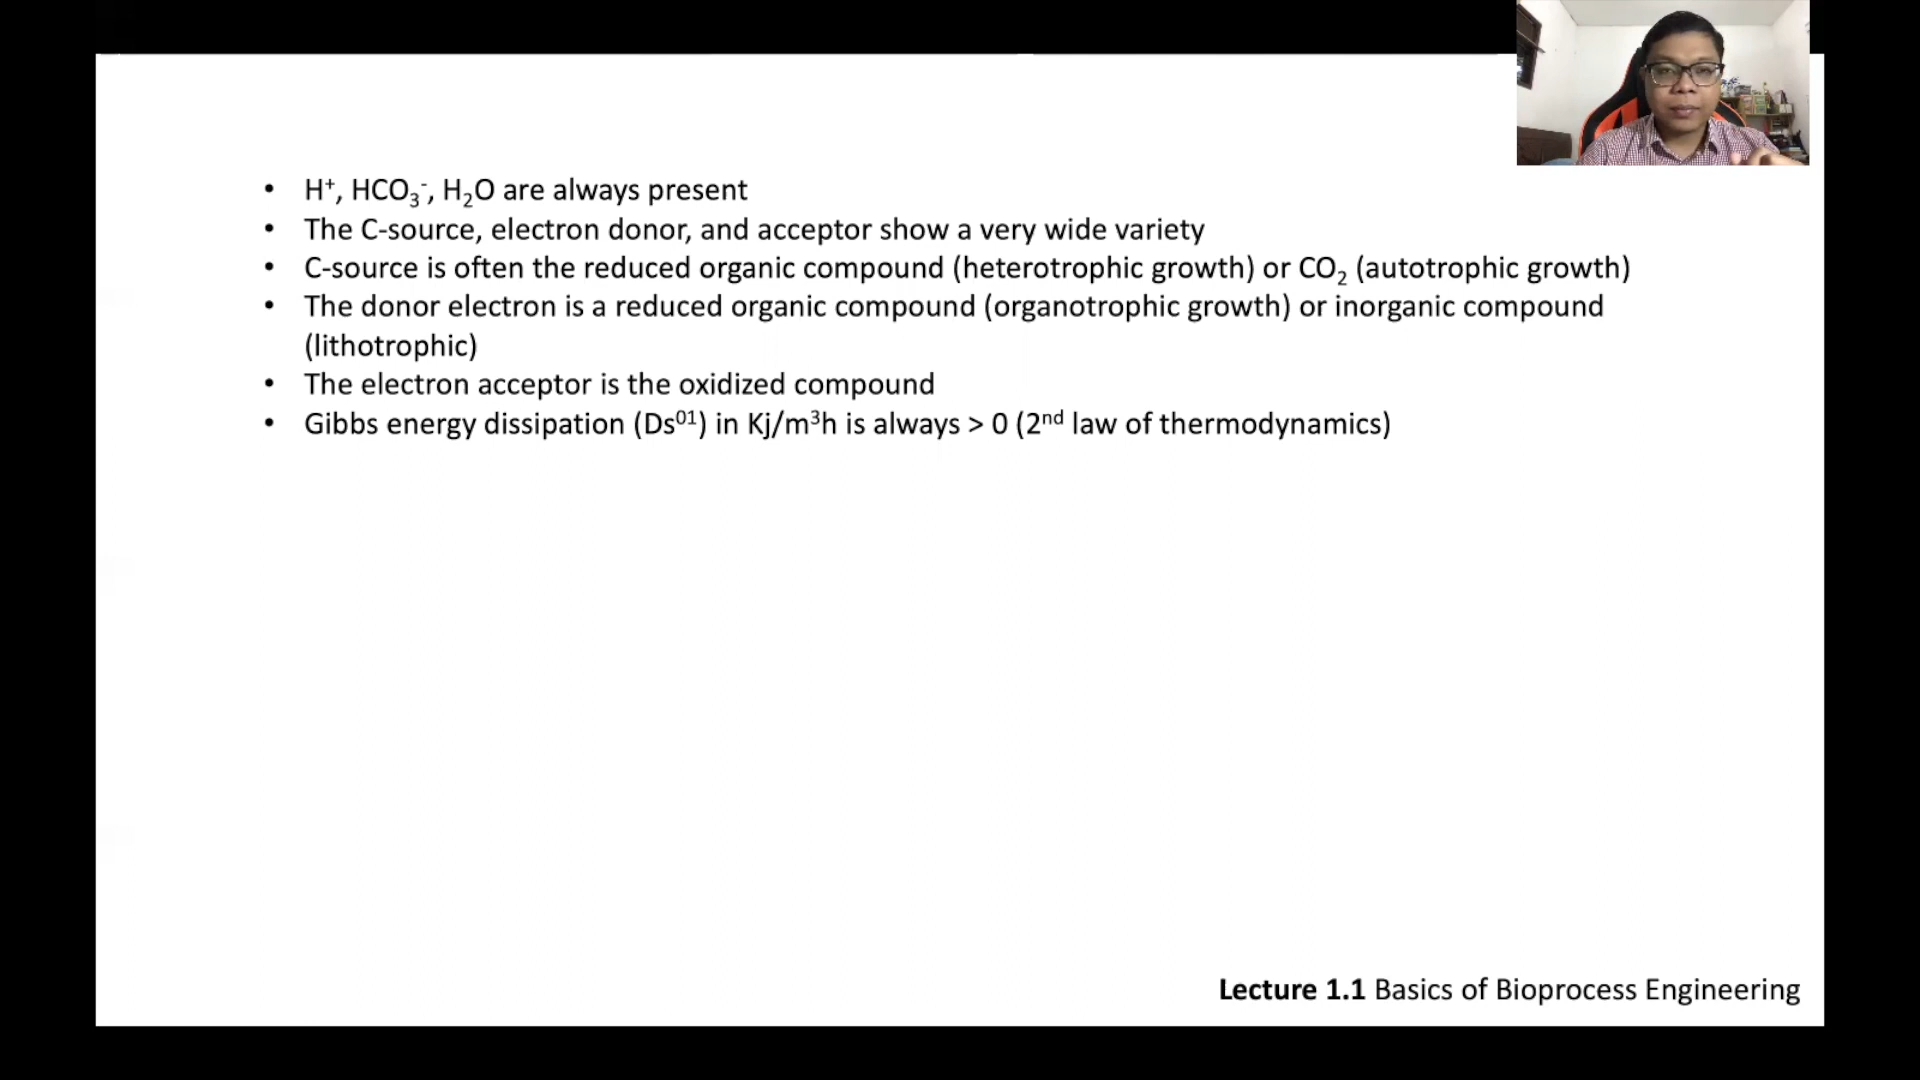 • H⁺, HCO₃⁻, H₂O are always present
• The C-source, electron donor, and acceptor show a very wide variety
• C-source is often the reduced organic compound (heterotrophic growth) or CO₂ (autotrophic growth)
• The donor electron is a reduced organic compound (organotrophic growth) or inorganic compound
(lithotrophic)
• The electron acceptor is the oxidized compound
• Gibbs energy dissipation (Ds⁰¹) in Kj/m³h is always > 0 (2ⁿᵈ law of thermodynamics)
Lecture 1.1 Basics of Bioprocess Engineering